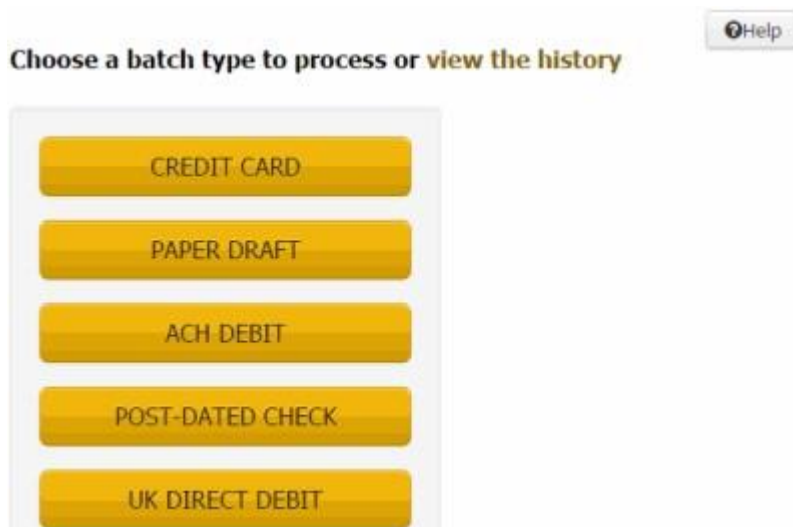 Help
Choose a batch type to process or view the history
CREDIT CARD
PAPER DRAFT
ACH DEBIT
POST-DATED CHECK
UK DIRECT DEBIT